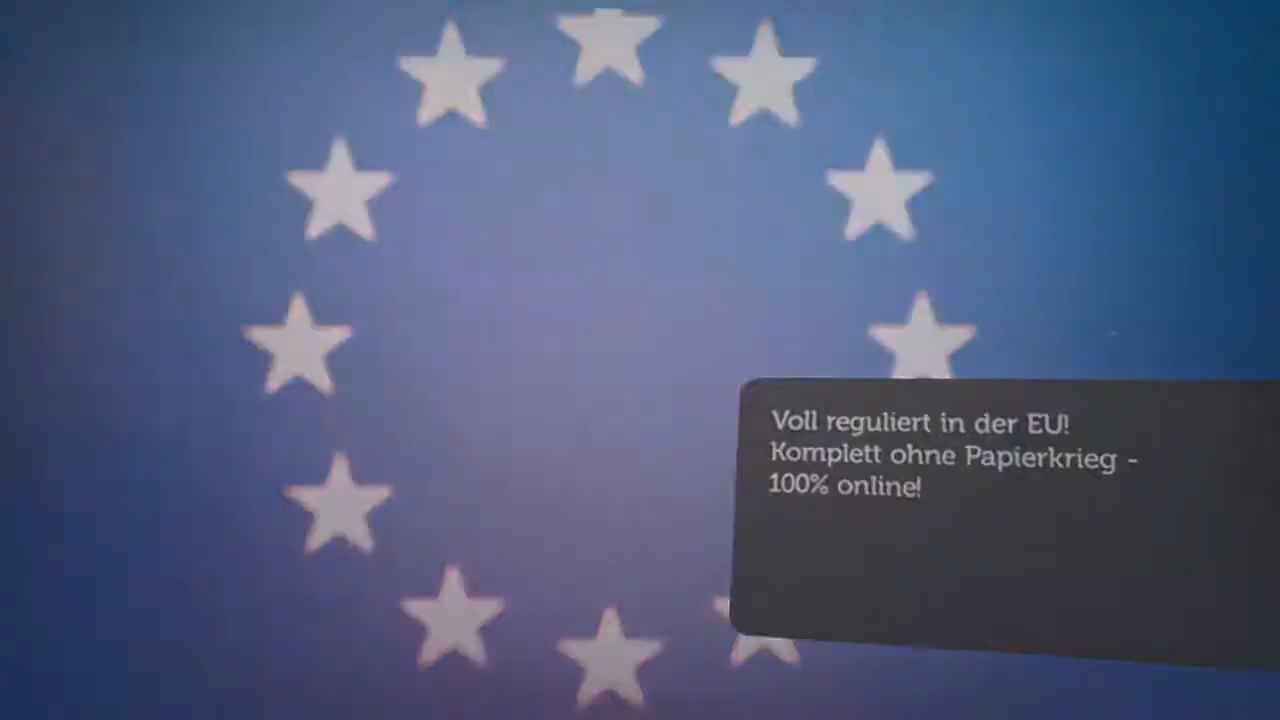 Voll reguliert in der EU!
Komplett ohne Papierkrieg -
100% online!